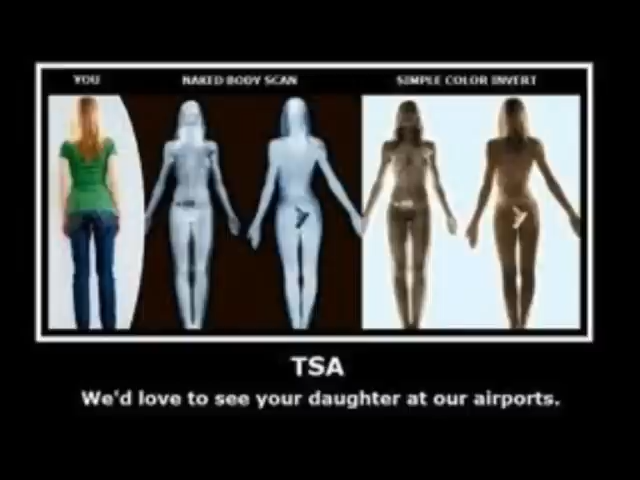 YOU
NAKED BODY SCAN
SIMPLE COLOR INVERT
TSA
We'd love to see your daughter at our airports.